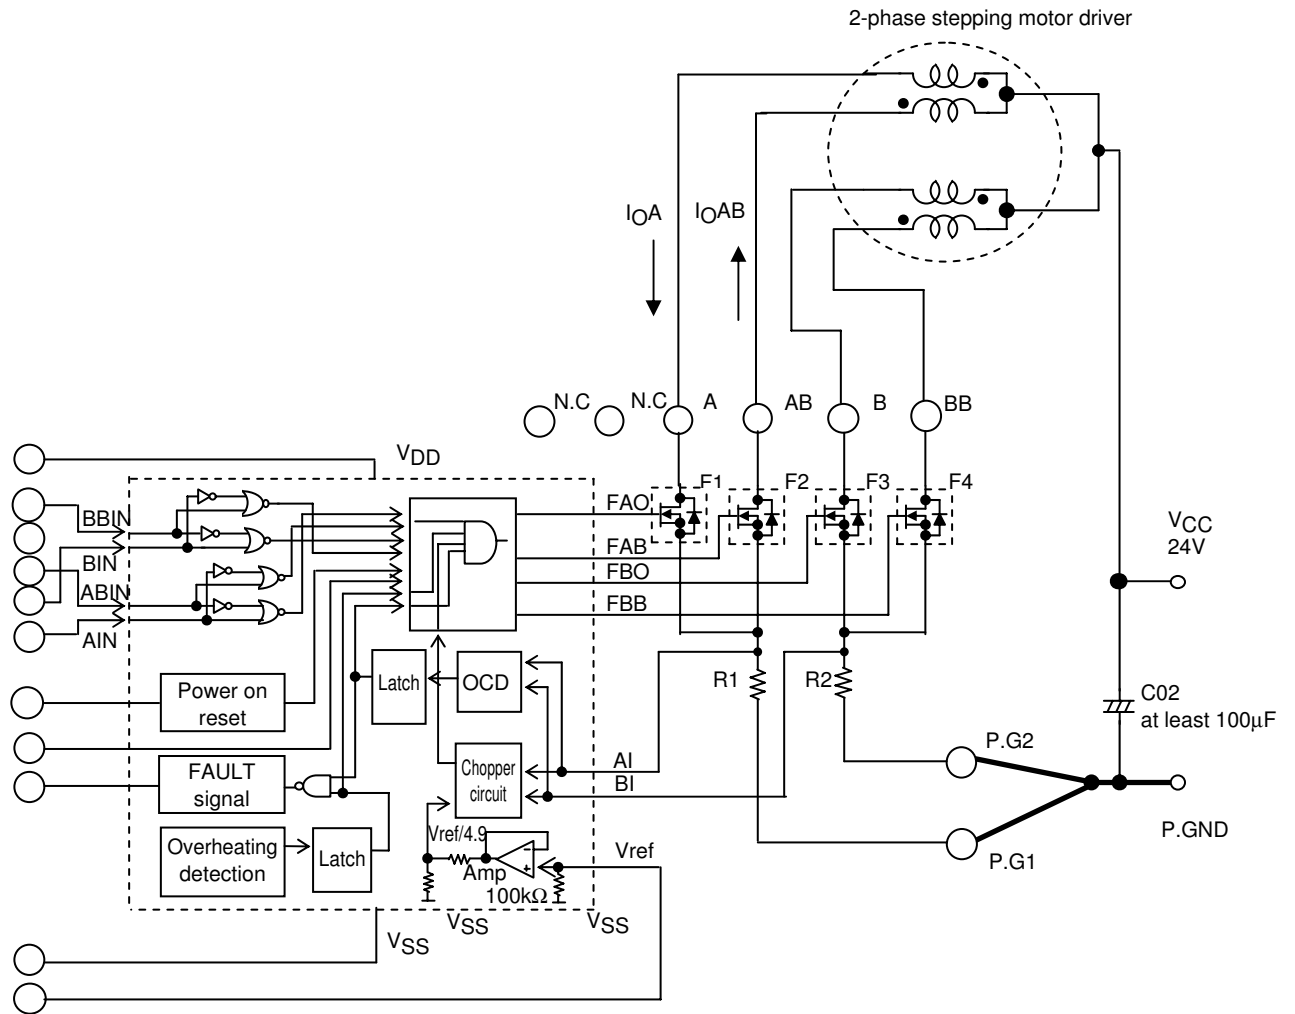 2-phase stepping motor driver
IOA
IOAB
N.C
N.C
A
AB
B
BB
VDD
F1
F2
F3
F4
FAO
FAB
FBO
FBB
BBIN
BIN
ABIN
AIN
VCC
24V
Power on
reset
Latch
OCD
R1
R2
C02
at least 100µF
P.G2
FAULT
signal
Chopper
circuit
AI
BI
P.GND
P.G1
Overheating
detection
Latch
Vref/4.9
Amp
-
+
100kΩ
Vref
VSS
VSS
VSS